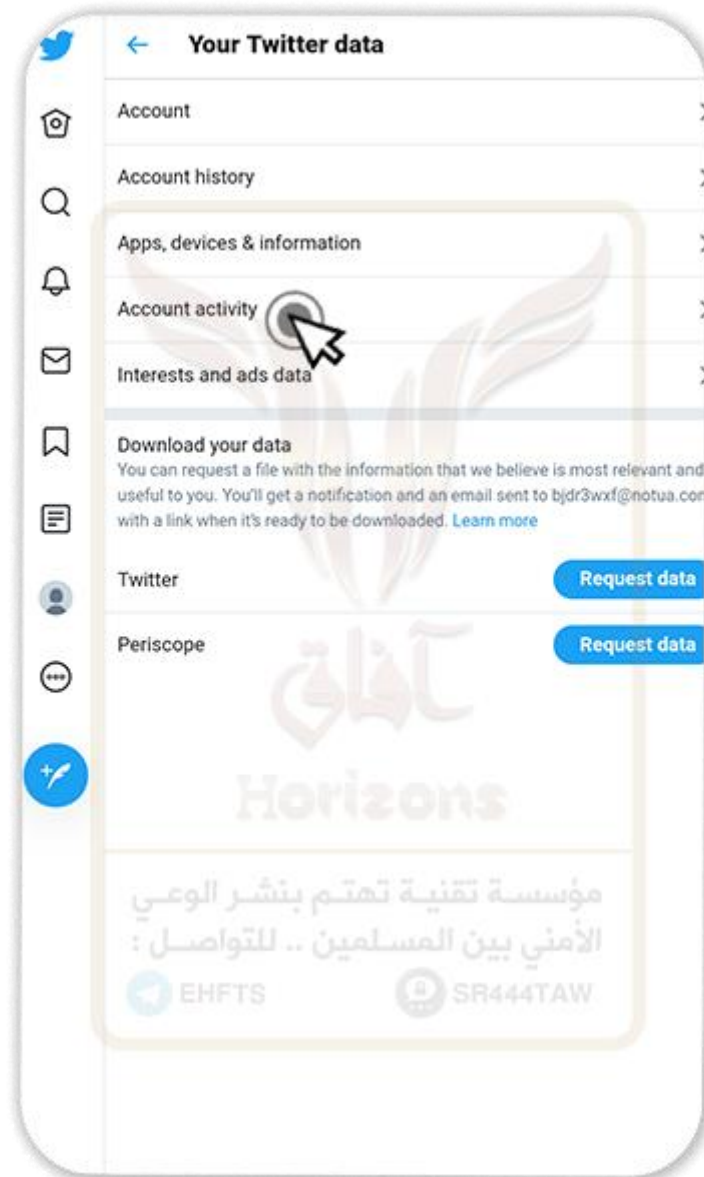 Your Twitter data
Account
Account history
Apps, devices & information
Account activity
Interests and ads data
Download your data
You can request a file with the information that we believe is most relevant and
useful to you. You'll get a notification and an email sent to bjdr3wxf@notua.com
with a link when it's ready to be downloaded. Learn more
Twitter
Request data
Periscope
Request data
آفاق
Horizons
مؤسسة تقنية تهتم بنشر الوعي
الأمني بين المسلمين .. للتواصل :
EHFTS
SR444TAW